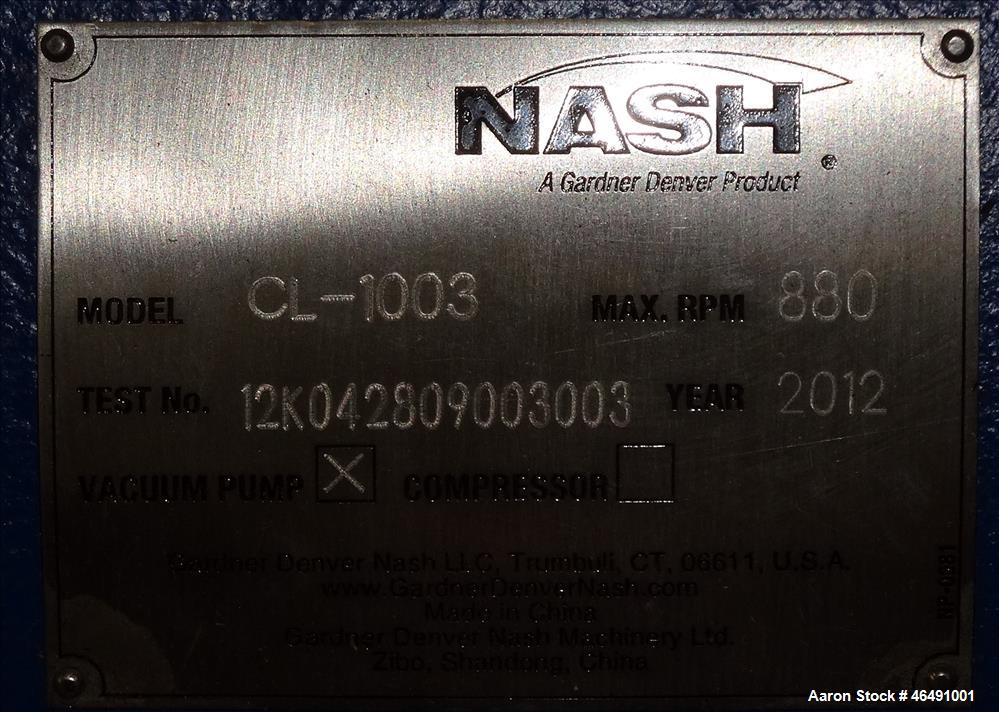 NASH®
A Gardner Denver Product
MODEL CL-1003 MAX. RPM 880
TEST No. 12K042809003003 YEAR 2012
VACUUM PUMP X COMPRESSOR
Gardner Denver Nash LLC, Trumbull, CT, 06611, U.S.A.
www.GardnerDenverNash.com
Made in China
Gardner Denver Nash Machinery Ltd.
Zibo, Shandong, China
Aaron Stock # 46491001